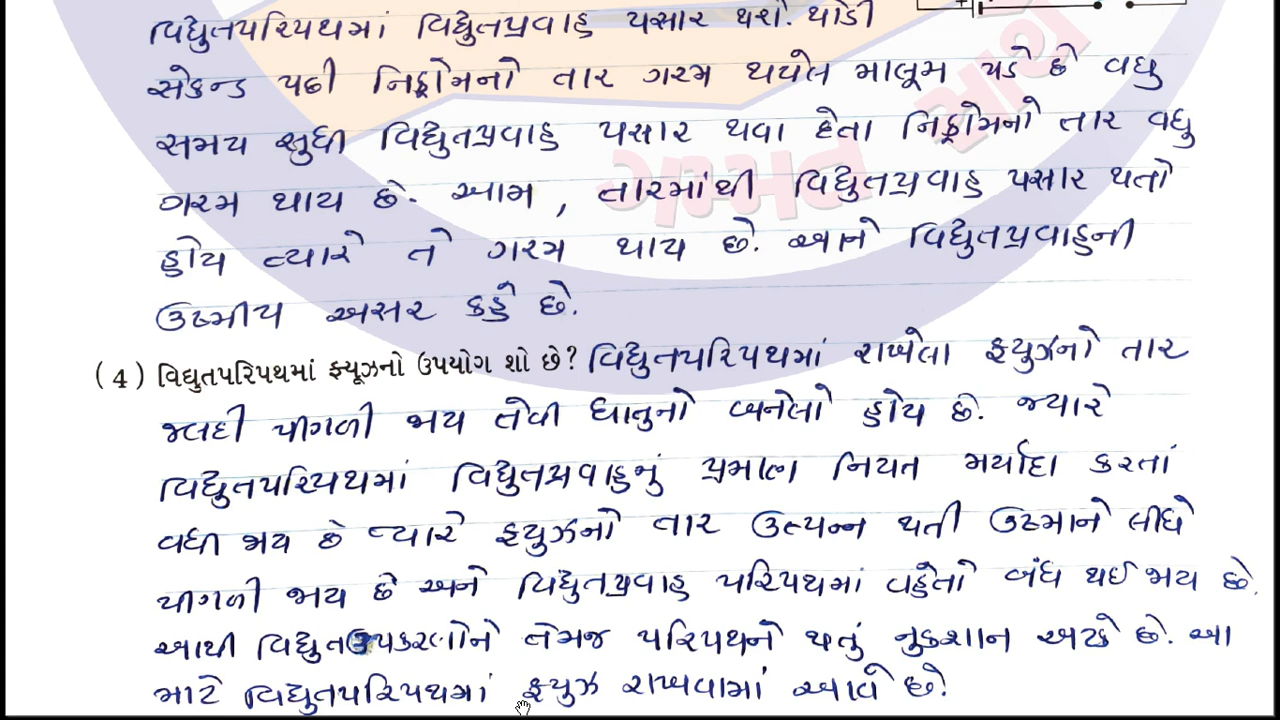 વિદ્યુતપરિપથમાં વિદ્યુતપ્રવાહ પસાર થશે. થોડી
સેકન્ડ પછી નિક્રોમનો તાર ગરમ થયેલ માલૂમ પડે છે વધુ
સમય સુધી વિદ્યુતપ્રવાહ પસાર થવા દેતા નિક્રોમનો તાર વધુ
ગરમ થાય છે. આમ, તારમાંથી વિદ્યુતપ્રવાહ પસાર થતો
હોય ત્યારે તે ગરમ થાય છે. આને વિદ્યુતપ્રવાહની
ઉષ્મીય અસર કહે છે.
(4) વિદ્યુતપરિપથમાં ફ્યૂઝનો ઉપયોગ શો છે? વિદ્યુતપરિપથમાં રાખેલા ફયુઝનો તાર
જલદી પીગળી જાય તેવી ધાતુનો બનેલો હોય છે. જ્યારે
વિદ્યુતપરિપથમાં વિદ્યુતપ્રવાહનું પ્રમાણ નિયત મર્યાદા કરતાં
વધી જાય છે ત્યારે ફયુઝનો તાર ઉત્પન્ન થતી ઉષ્માને લીધે
પીગળી જાય છે અને વિદ્યુતપ્રવાહ પરિપથમાં વહેતો બંધ થઈ જાય છે.
આથી વિદ્યુતઉપકરણોને તેમજ પરિપથને થતું નુકશાન અટકે છે. આ
માટે વિદ્યુતપરિપથમાં ફયુઝ રાખવામાં આવે છે.